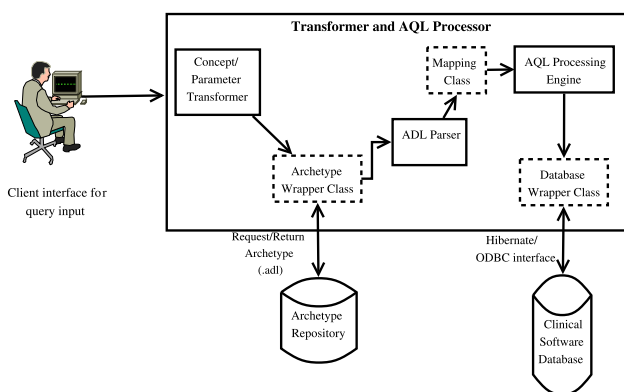 Transformer and AQL Processor
Concept/
Parameter
Transformer
Mapping
Class
AQL Processing
Engine
ADL Parser
Archetype
Wrapper Class
Database
Wrapper Class
Client interface for
query input
Request/Return
Archetype
(.adl)
Hibernate/
ODBC interface
Archetype
Repository
Clinical
Software
Database